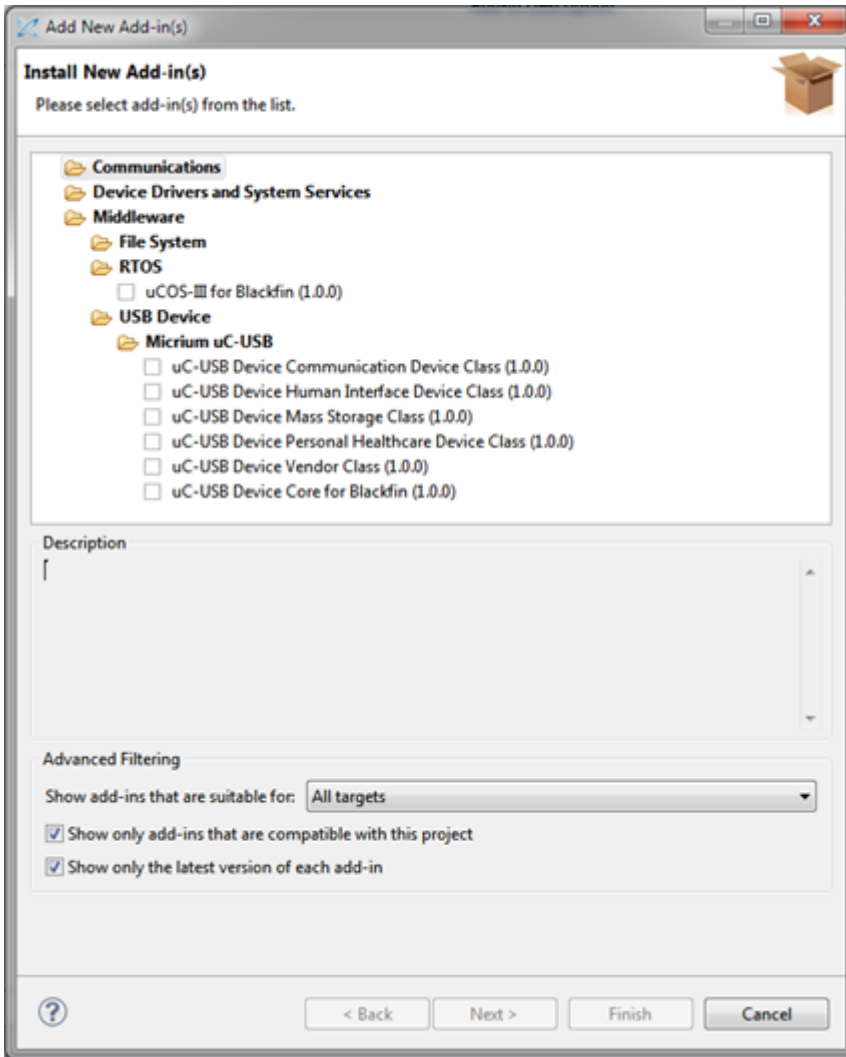 Add New Add-in(s)
Install New Add-in(s)
Please select add-in(s) from the list.
Communications
Device Drivers and System Services
Middleware
File System
RTOS
uCOS-III for Blackfin (1.0.0)
USB Device
Micrium uC-USB
uC-USB Device Communication Device Class (1.0.0)
uC-USB Device Human Interface Device Class (1.0.0)
uC-USB Device Mass Storage Class (1.0.0)
uC-USB Device Personal Healthcare Device Class (1.0.0)
uC-USB Device Vendor Class (1.0.0)
uC-USB Device Core for Blackfin (1.0.0)
Description
Advanced Filtering
Show add-ins that are suitable for: All targets
Show only add-ins that are compatible with this project
Show only the latest version of each add-in
? < Back Next > Finish Cancel